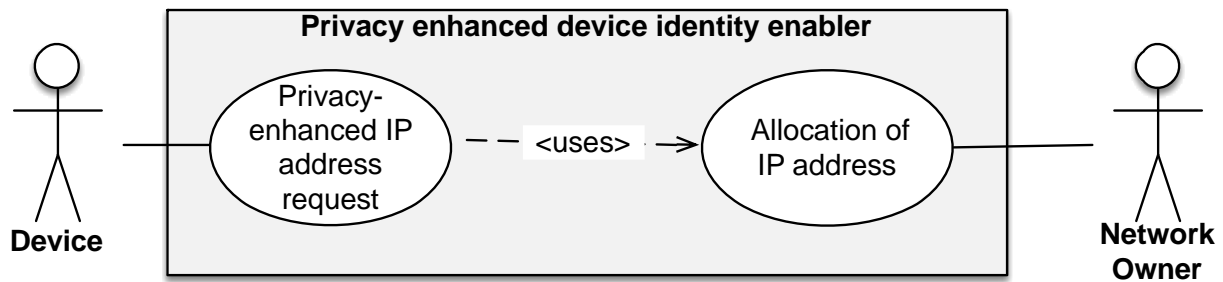 Privacy enhanced device identity enabler
Privacy-
enhanced IP
address
request
<uses>
Allocation of
IP address
Device
Network
Owner